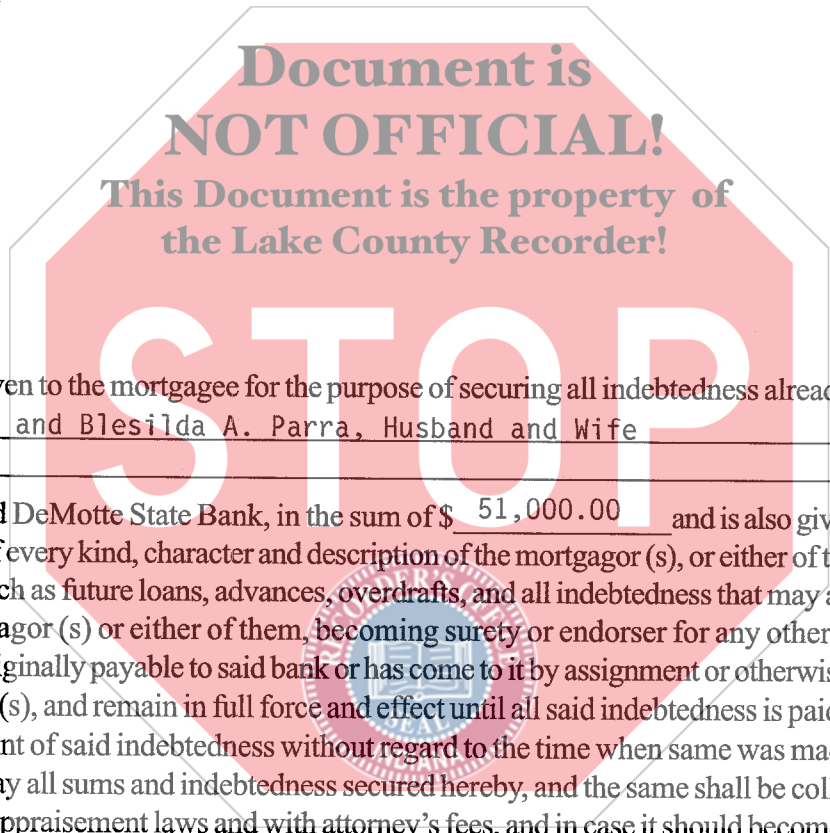 Document is
NOT OFFICIAL!
This Document is the property of
the Lake County Recorder!
STOP
ven to the mortgagee for the purpose of securing all indebtedness alread
and Blesilda A. Parra, Husband and Wife
d DeMotte State Bank, in the sum of $ 51,000.00 and is also giv
f every kind, character and description of the mortgagor (s), or either of t
ch as future loans, advances, overdrafts, and all indebtedness that may a
agor (s) or either of them, becoming surety or endorser for any other
iginally payable to said bank or has come to it by assignment or otherwis
(s), and remain in full force and effect until all said indebtedness is paid
nt of said indebtedness without regard to the time when same was ma
ay all sums and indebtedness secured hereby, and the same shall be coll
appraisement laws and with attorney's fees, and in case it should becom
SEAL